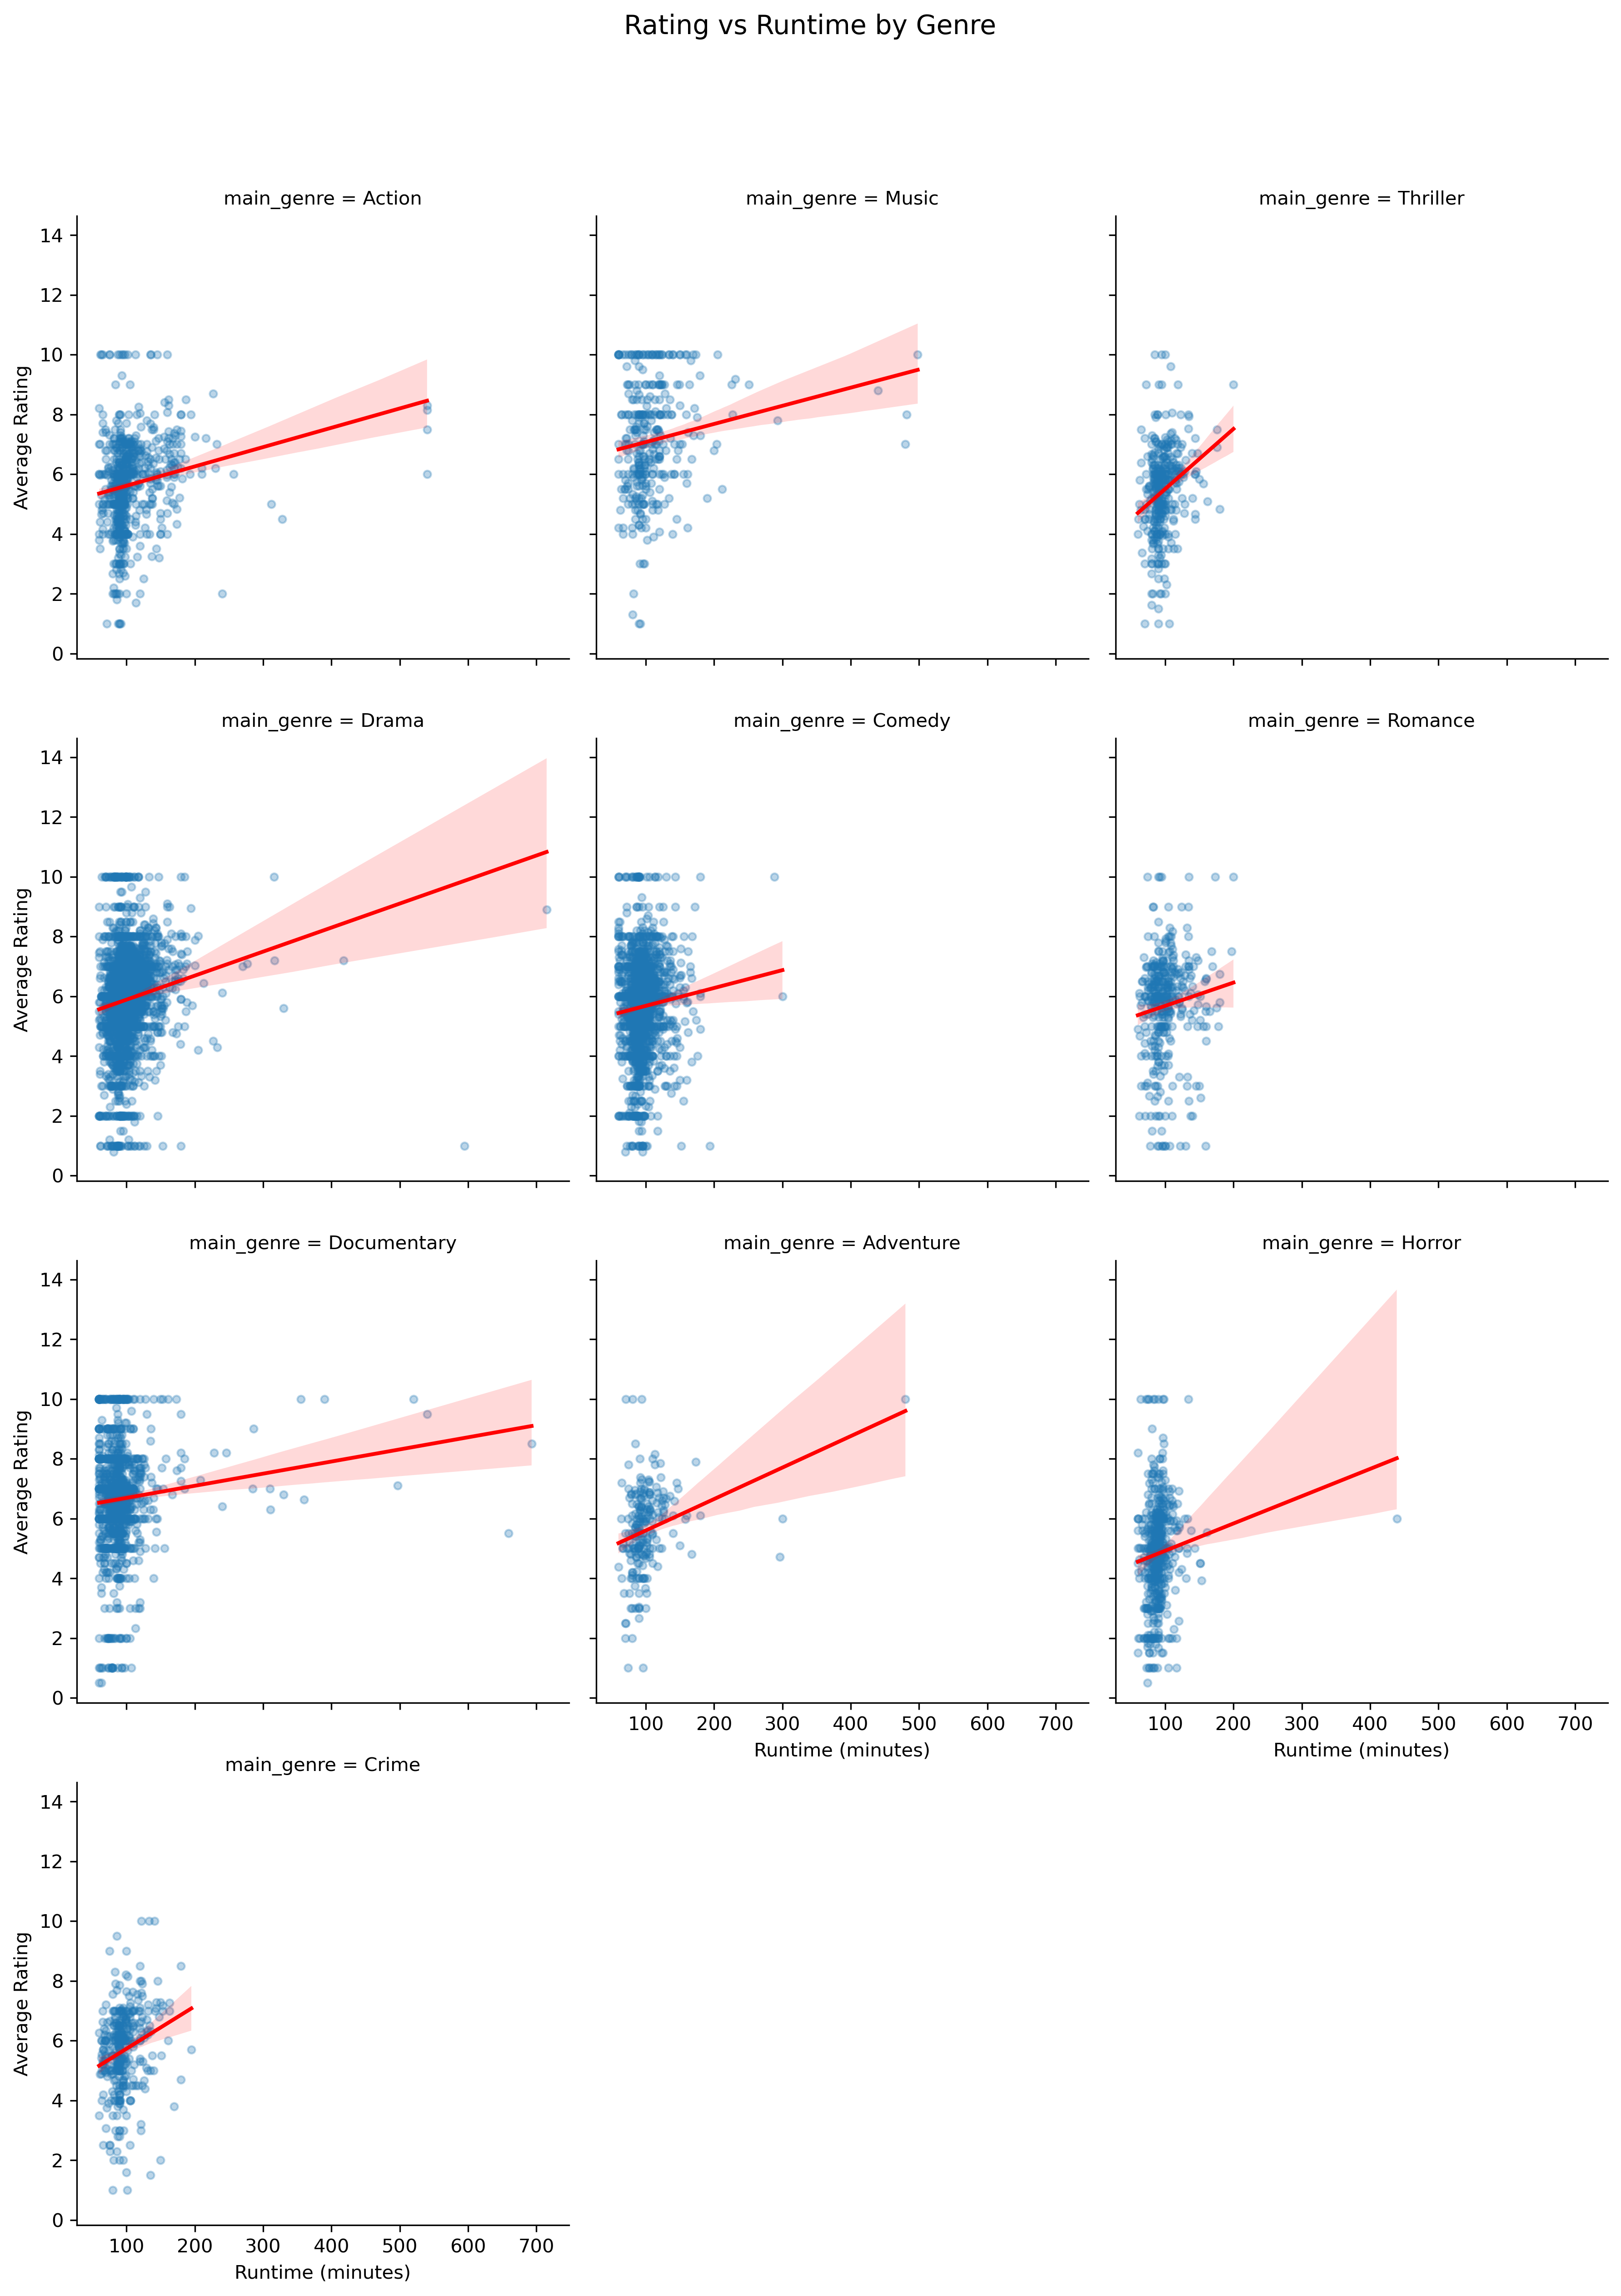 Rating vs Runtime by Genre
main_genre = Action
main_genre = Music
main_genre = Thriller
14
12
10
8
6
4
2
0
Average Rating
main_genre = Drama
main_genre = Comedy
main_genre = Romance
14
12
10
8
6
4
2
0
Average Rating
main_genre = Documentary
main_genre = Adventure
main_genre = Horror
14
12
10
8
6
4
2
0
Average Rating
100 200 300 400 500 600 700
Runtime (minutes)
100 200 300 400 500 600 700
Runtime (minutes)
main_genre = Crime
14
12
10
8
6
4
2
0
Average Rating
100 200 300 400 500 600 700
Runtime (minutes)